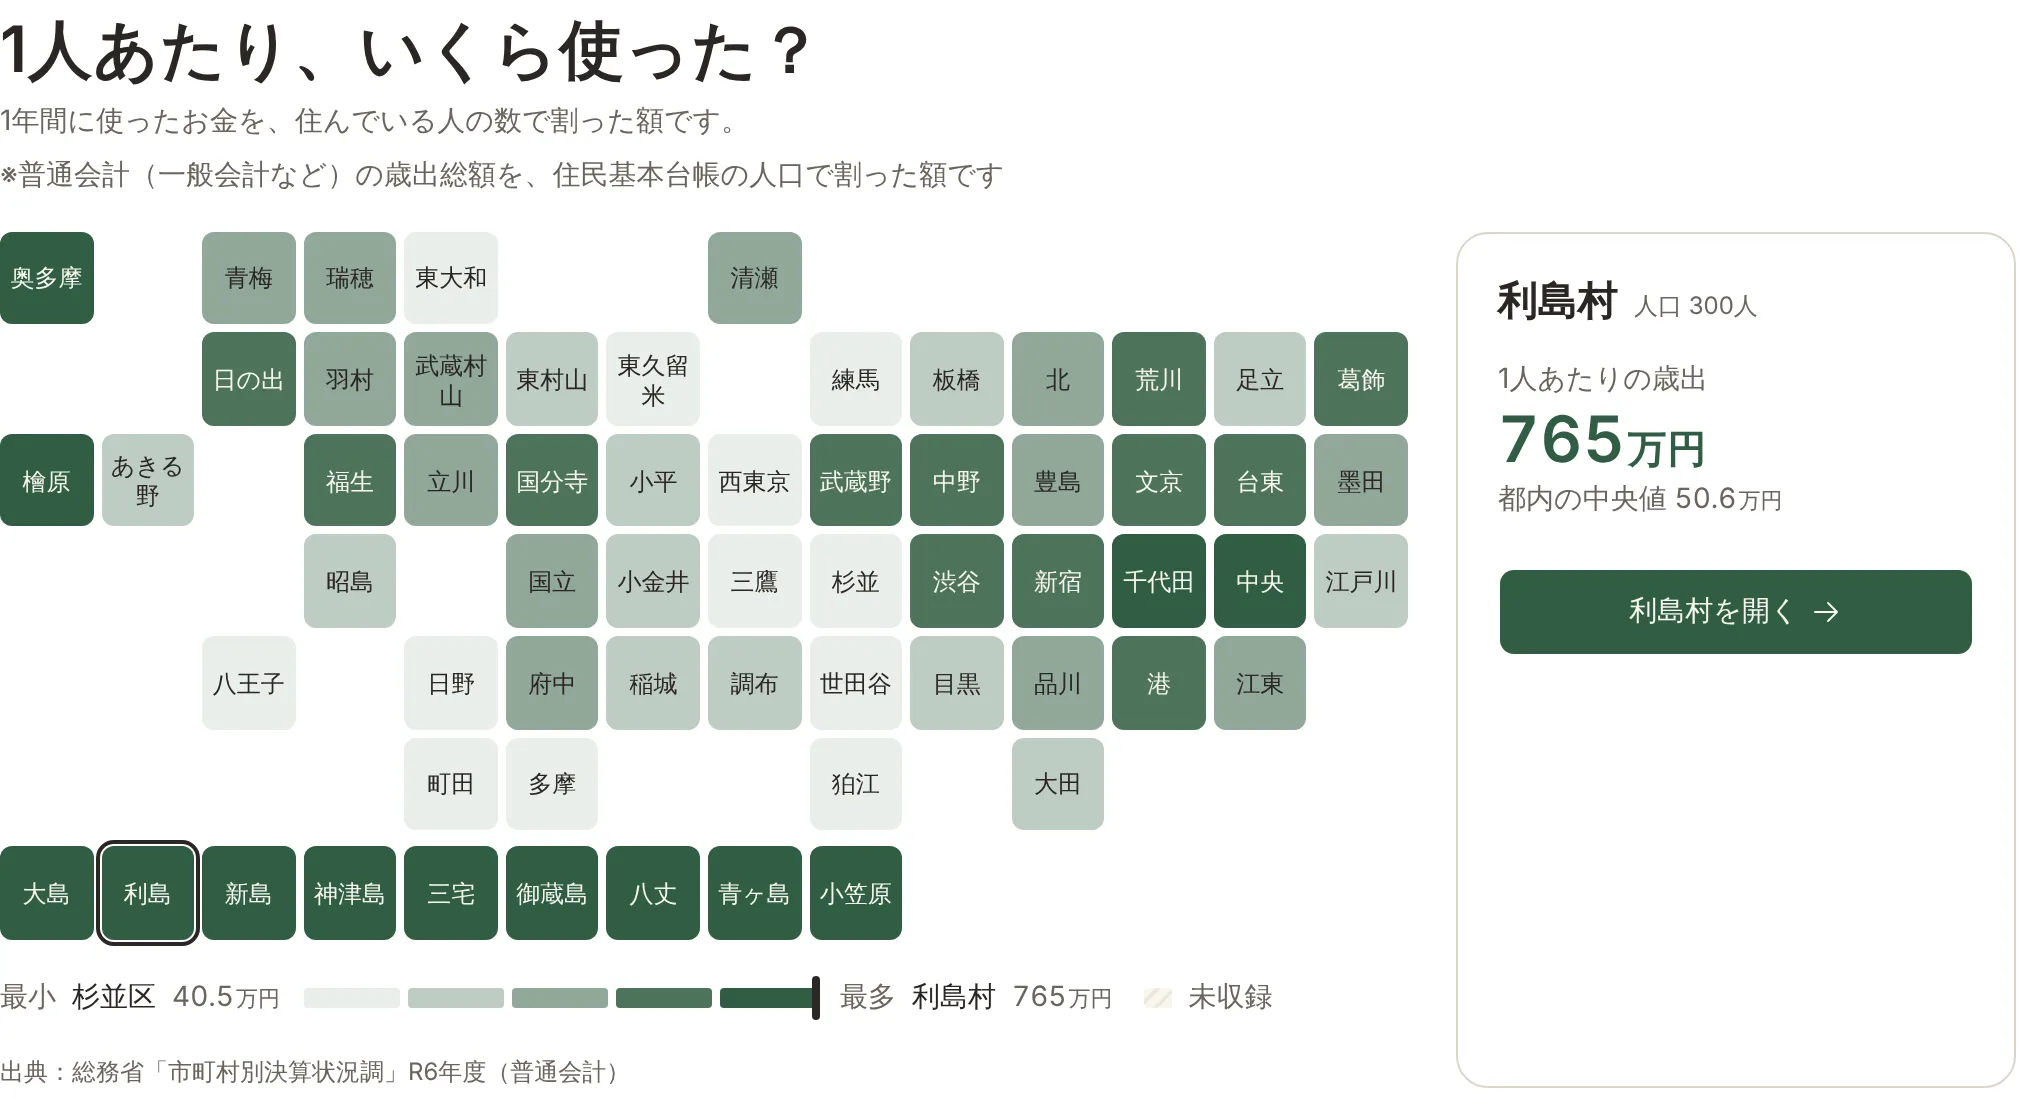 1人あたり、いくら使った？
1年間に使ったお金を、住んでいる人の数で割った額です。
※普通会計（一般会計など）の歳出総額を、住民基本台帳の人口で割った額です
奥多摩 青梅 瑞穂 東大和 清瀬
日の出 羽村 武蔵村山 東村山 東久留米 練馬 板橋 北 荒川 足立 葛飾
檜原 あきる野 福生 立川 国分寺 小平 西東京 武蔵野 中野 豊島 文京 台東 墨田
昭島 国立 小金井 三鷹 杉並 渋谷 新宿 千代田 中央 江戸川
八王子 日野 府中 稲城 調布 世田谷 目黒 品川 港 江東
町田 多摩 狛江 大田
大島 利島 新島 神津島 三宅 御蔵島 八丈 青ヶ島 小笠原
最小 杉並区 40.5万円 最多 利島村 765万円 未収録
出典：総務省「市町村別決算状況調」R6年度（普通会計）
利島村 人口 300人
1人あたりの歳出
765万円
都内の中央値 50.6万円
利島村を開く →